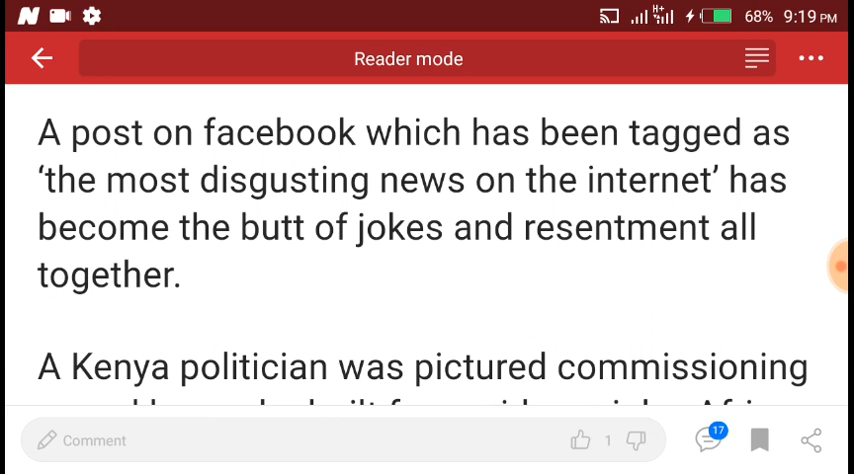 H+
68% 9:19 PM
Reader mode
A post on facebook which has been tagged as
‘the most disgusting news on the internet’ has
become the butt of jokes and resentment all
together.
A Kenya politician was pictured commissioning
Comment
1
17